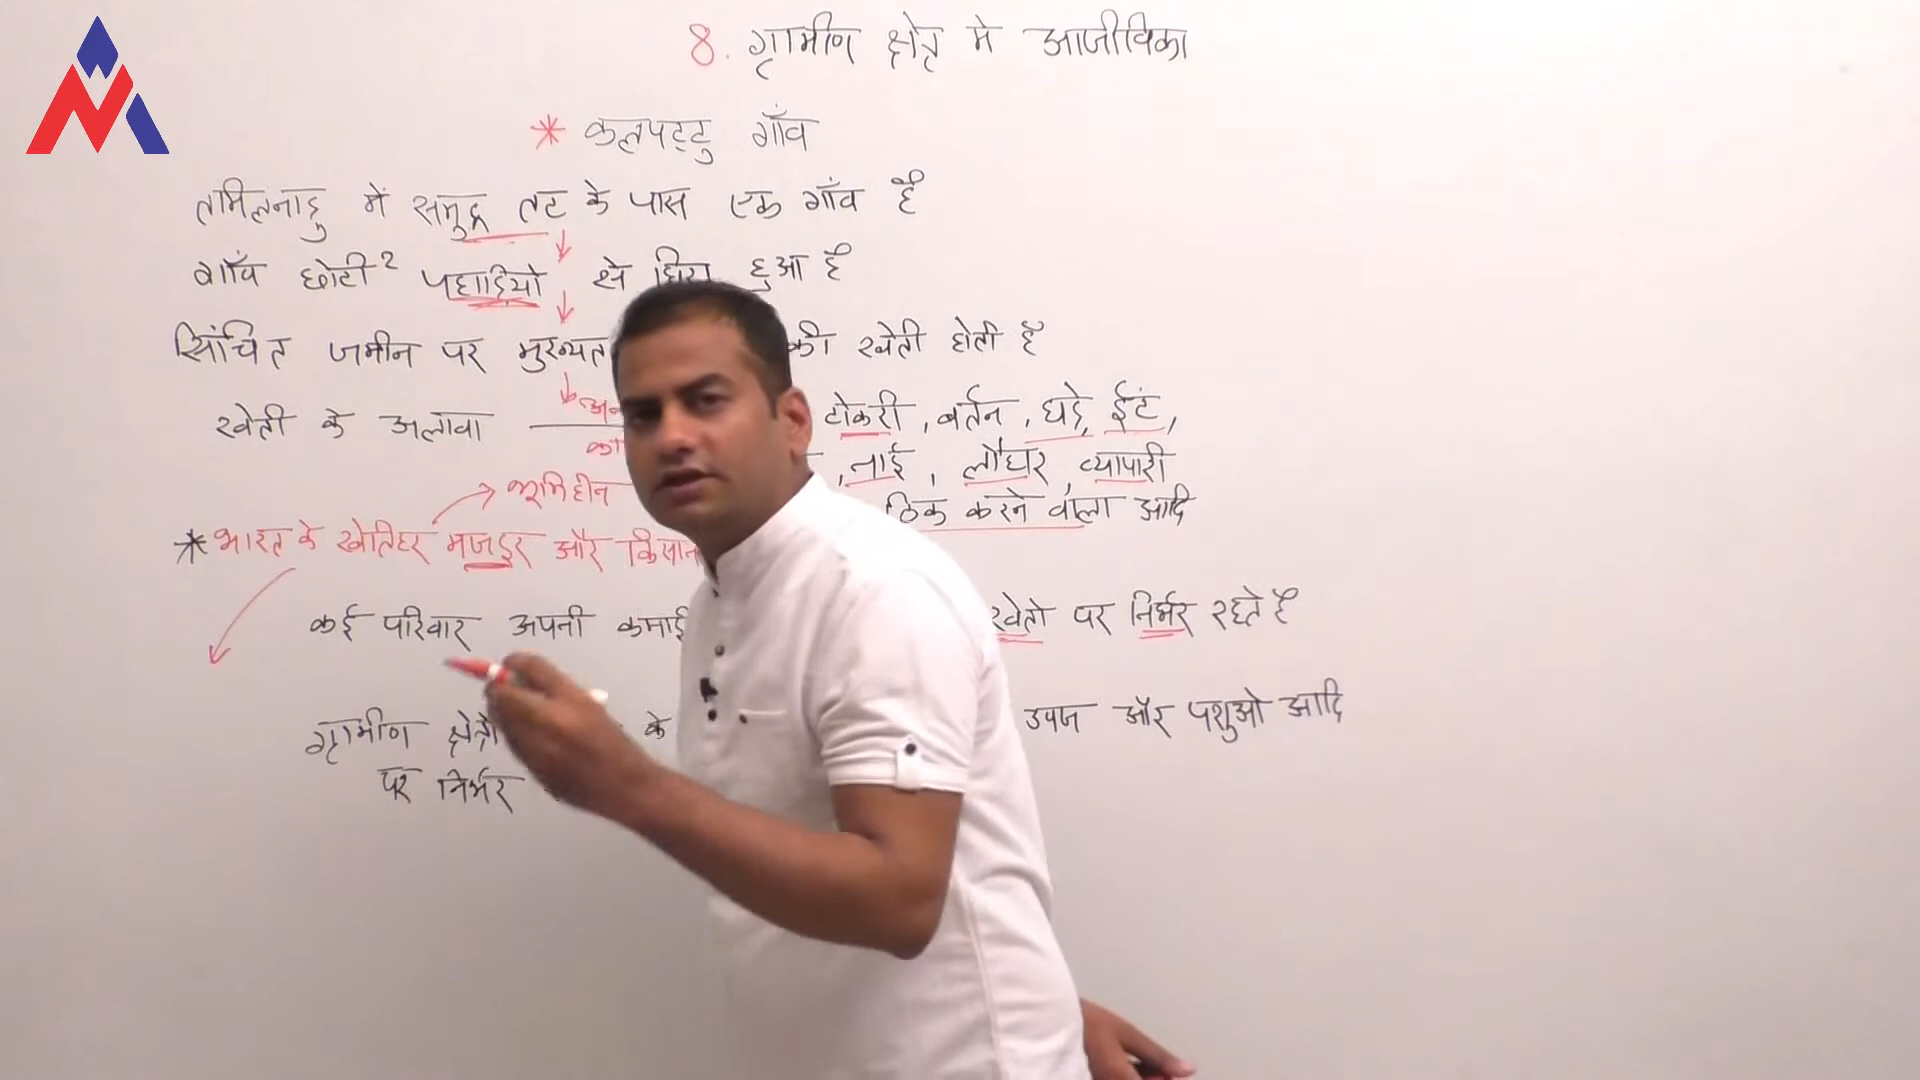 8. ग्रामीण क्षेत्र मे आजीविका
* कलपट्टु गाँव
तमिलनाडु में समुद्र तट के पास एक गाँव है
गाँव छोटी² पहाड़ियो से घिरा हुआ है
सिंचित जमीन पर मुख्यत की खेती होती है
खेती के अलावा टोकरी, बर्तन, घड़े, ईंट,
का , नाई, लौहार, व्यापारी
भूमिहीन ठिक करने वाला आदि
* भारत के खेतिहर मजदुर और किसान
कई परिवार अपनी कमाई खेतो पर निर्भर रहते है
ग्रामीण क्षेत्रो के उपज और पशुओ आदि
पर निर्भर